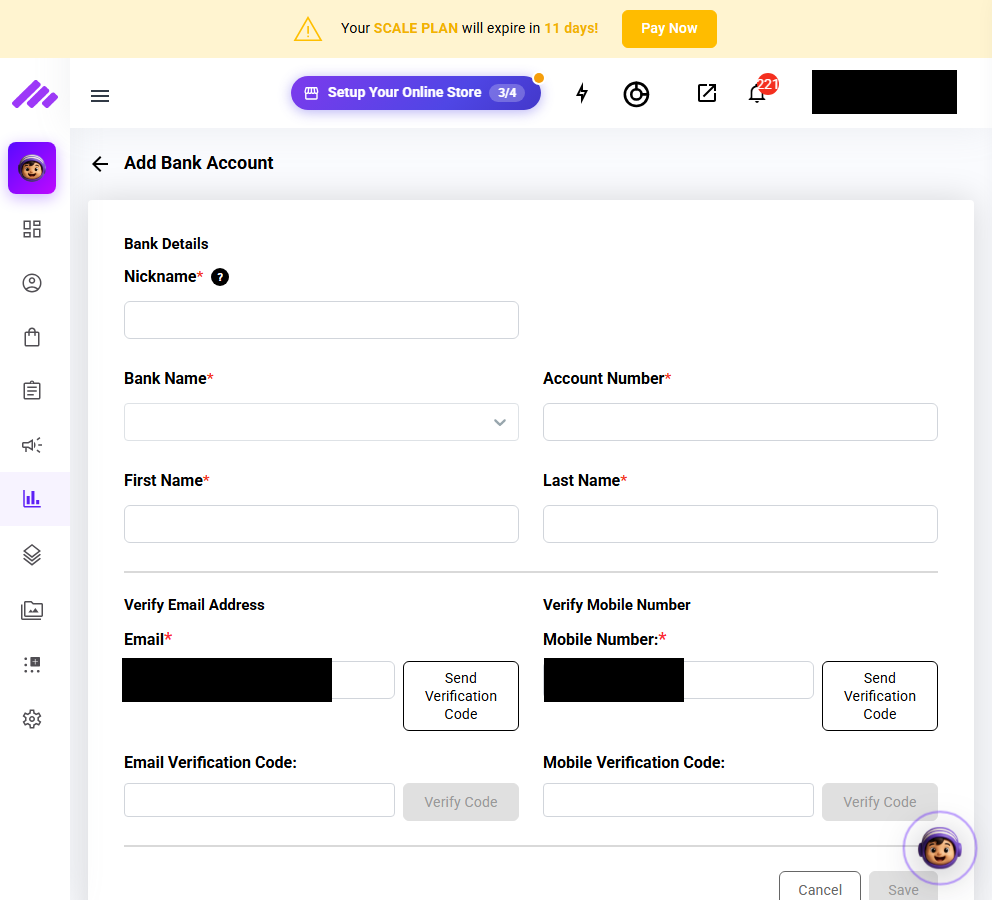 Your SCALE PLAN will expire in 11 days!
Pay Now
Setup Your Online Store 3/4
221
Add Bank Account
Bank Details
Nickname* ?
Bank Name*
Account Number*
First Name*
Last Name*
Verify Email Address
Verify Mobile Number
Email*
Mobile Number:*
Send
Verification
Code
Send
Verification
Code
Email Verification Code:
Mobile Verification Code:
Verify Code
Verify Code
Cancel
Save